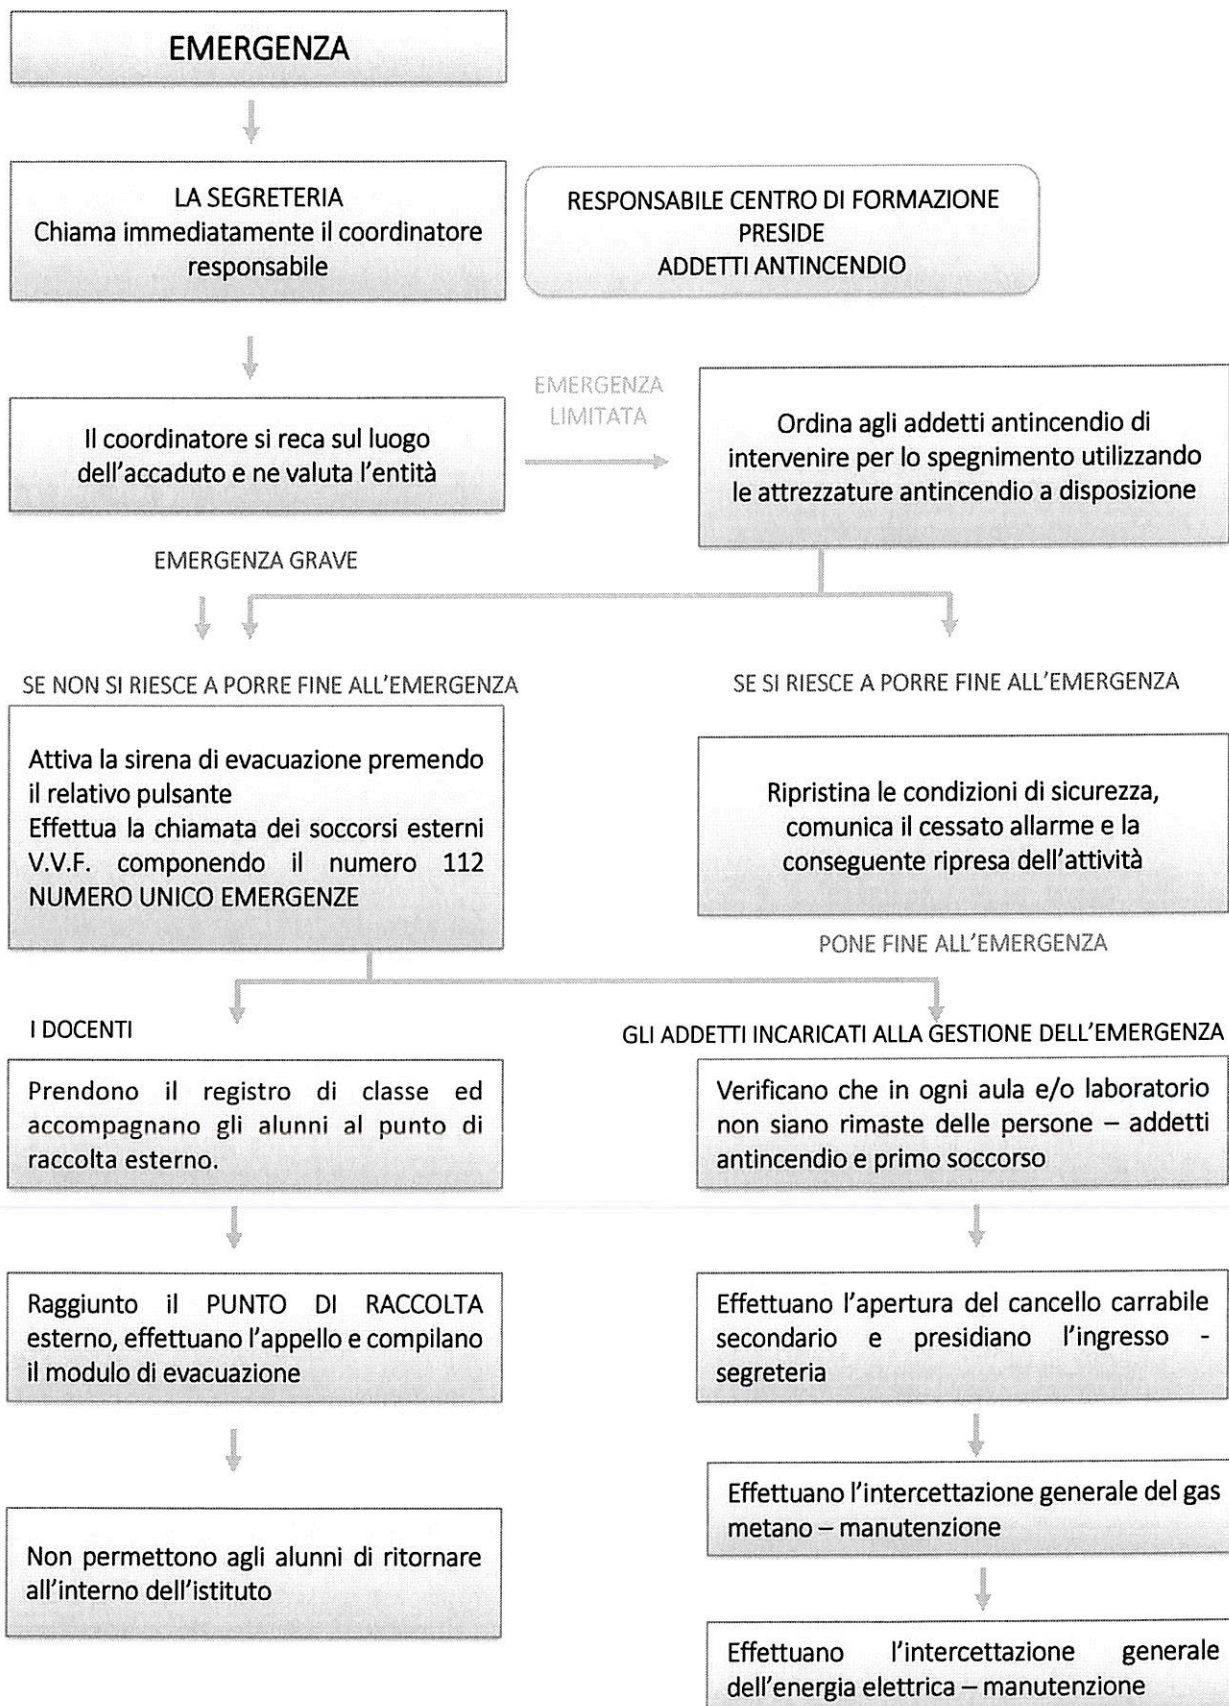 EMERGENZA
LA SEGRETERIA
Chiama immediatamente il coordinatore
responsabile
RESPONSABILE CENTRO DI FORMAZIONE
PRESIDE
ADDETTI ANTINCENDIO
Il coordinatore si reca sul luogo
dell'accaduto e ne valuta l'entità
EMERGENZA
LIMITATA
Ordina agli addetti antincendio di
intervenire per lo spegnimento utilizzando
le attrezzature antincendio a disposizione
EMERGENZA GRAVE
SE NON SI RIESCE A PORRE FINE ALL'EMERGENZA
Attiva la sirena di evacuazione premendo
il relativo pulsante
Effettua la chiamata dei soccorsi esterni
V.V.F. componendo il numero 112
NUMERO UNICO EMERGENZE
SE SI RIESCE A PORRE FINE ALL'EMERGENZA
Ripristina le condizioni di sicurezza,
comunica il cessato allarme e la
conseguente ripresa dell'attività
PONE FINE ALL'EMERGENZA
I DOCENTI
Prendono il registro di classe ed
accompagnano gli alunni al punto di
raccolta esterno.
Raggiunto il PUNTO DI RACCOLTA
esterno, effettuano l'appello e compilano
il modulo di evacuazione
Non permettono agli alunni di ritornare
all'interno dell'istituto
GLI ADDETTI INCARICATI ALLA GESTIONE DELL'EMERGENZA
Verificano che in ogni aula e/o laboratorio
non siano rimaste delle persone – addetti
antincendio e primo soccorso
Effettuano l'apertura del cancello carrabile
secondario e presidiano l'ingresso -
segreteria
Effettuano l'intercettazione generale del gas
metano – manutenzione
Effettuano l'intercettazione generale
dell'energia elettrica – manutenzione